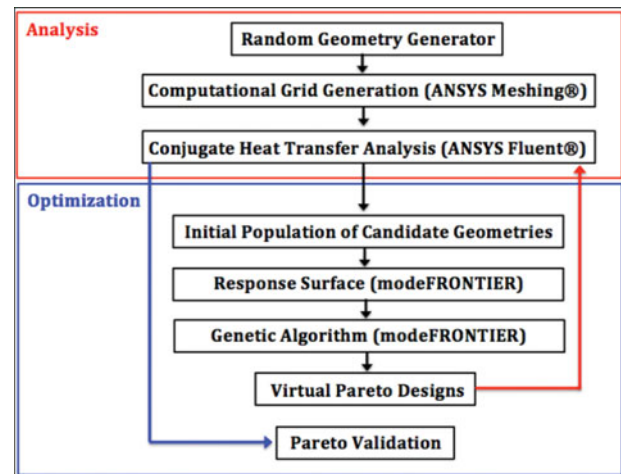 Analysis
Random Geometry Generator
Computational Grid Generation (ANSYS Meshing®)
Conjugate Heat Transfer Analysis (ANSYS Fluent®)
Optimization
Initial Population of Candidate Geometries
Response Surface (modeFRONTIER)
Genetic Algorithm (modeFRONTIER)
Virtual Pareto Designs
Pareto Validation